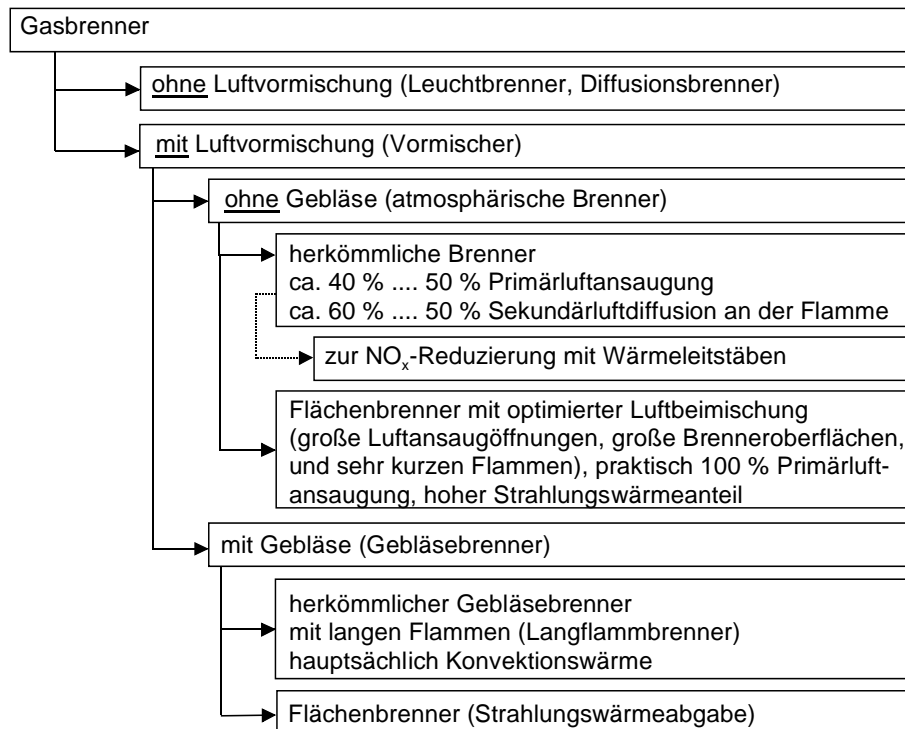 Gasbrenner
ohne Luftvormischung (Leuchtbrenner, Diffusionsbrenner)
mit Luftvormischung (Vormischer)
ohne Gebläse (atmosphärische Brenner)
herkömmliche Brenner
ca. 40 % .... 50 % Primärluftansaugung
ca. 60 % .... 50 % Sekundärluftdiffusion an der Flamme
zur NOx-Reduzierung mit Wärmeleitstäben
Flächenbrenner mit optimierter Luftbeimischung
(große Luftansaugöffnungen, große Brenneroberflächen,
und sehr kurzen Flammen), praktisch 100 % Primärluft-
ansaugung, hoher Strahlungswärmeanteil
mit Gebläse (Gebläsebrenner)
herkömmlicher Gebläsebrenner
mit langen Flammen (Langflammbrenner)
hauptsächlich Konvektionswärme
Flächenbrenner (Strahlungswärmeabgabe)